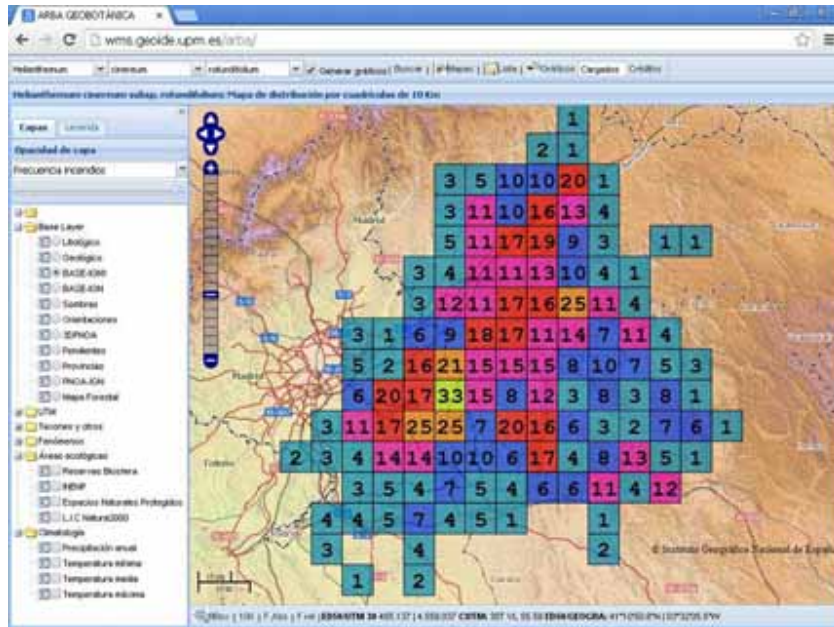 ARBA GEOBOTÁNICA
wms.geoide.upm.es/arba/
Helianthemum cinereum rotundifolium Generar gráficos Buscar Mapas Lista Gráficos Cargados Créditos
Helianthemum cinereum subsp. rotundifolium: Mapa de distribución por cuadrículas de 10 Km
Capas Leyenda
Opacidad de capa
Frecuencia Incendios
Base Layer
Litológico
Geológico
BASE-IGN
Sombras
Orientaciones
Pendientes
Provincias
PNOA-IGN
Mapa Forestal
UTM
Tesones y otros
Fenómenos
Áreas ecológicas
Reservas Biosfera
INENP
Espacios Naturales Protegidos
L.I.C Natura2000
Climatología
Precipitación anual
Temperatura mínima
Temperatura media
Temperatura máxima
Madrid
Madrid
Toledo
1
2 1
3 5 10 10 20 1
3 11 10 16 13 4
5 11 17 19 9 3 1 1
3 4 11 11 13 10 4 1
3 12 11 17 16 25 11 4
3 1 6 9 18 17 11 14 7 11 4
5 2 16 21 15 15 15 8 10 7 5 3
6 20 17 33 15 8 12 3 8 3 8 1
3 11 17 25 25 7 20 16 6 3 2 7 6 1
2 3 4 14 14 10 10 6 17 4 8 13 5 1
3 5 4 7 5 4 6 6 11 4 12
4 4 5 7 4 5 1 1
3 4 2
1 2
© Instituto Geográfico Nacional de España